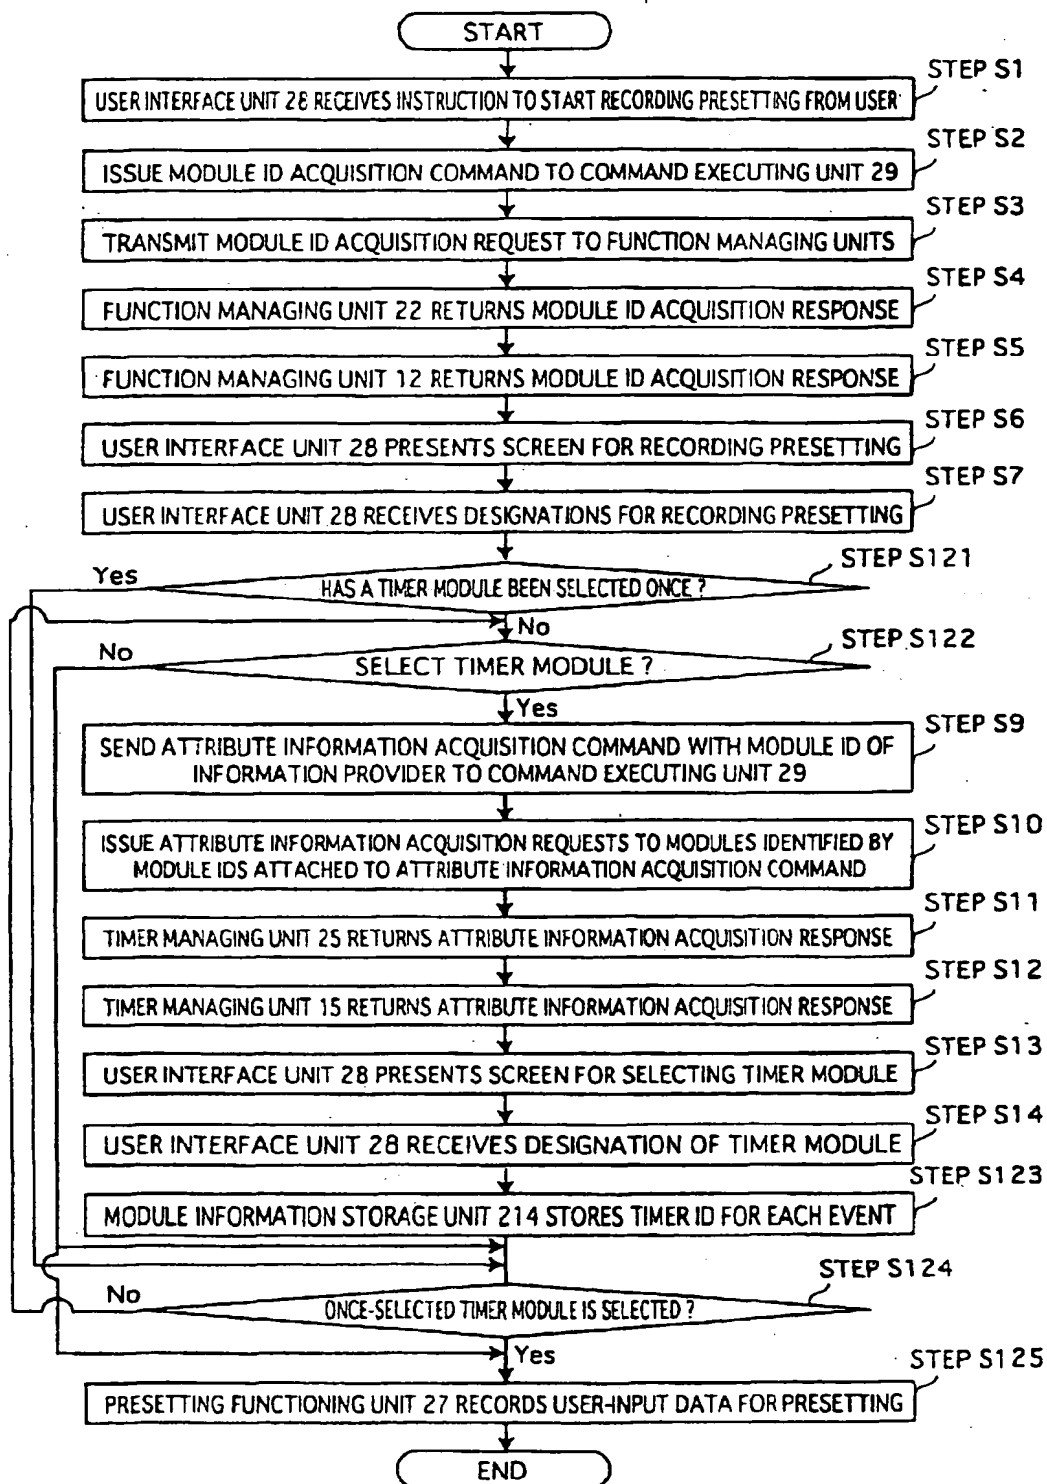 START
STEP S1
USER INTERFACE UNIT 28 RECEIVES INSTRUCTION TO START RECORDING PRESETTING FROM USER
STEP S2
ISSUE MODULE ID ACQUISITION COMMAND TO COMMAND EXECUTING UNIT 29
STEP S3
TRANSMIT MODULE ID ACQUISITION REQUEST TO FUNCTION MANAGING UNITS
STEP S4
FUNCTION MANAGING UNIT 22 RETURNS MODULE ID ACQUISITION RESPONSE
STEP S5
FUNCTION MANAGING UNIT 12 RETURNS MODULE ID ACQUISITION RESPONSE
STEP S6
USER INTERFACE UNIT 28 PRESENTS SCREEN FOR RECORDING PRESETTING
STEP S7
USER INTERFACE UNIT 28 RECEIVES DESIGNATIONS FOR RECORDING PRESETTING
STEP S121
Yes
HAS A TIMER MODULE BEEN SELECTED ONCE ?
No
STEP S122
No
SELECT TIMER MODULE ?
Yes
STEP S9
SEND ATTRIBUTE INFORMATION ACQUISITION COMMAND WITH MODULE ID OF
INFORMATION PROVIDER TO COMMAND EXECUTING UNIT 29
STEP S10
ISSUE ATTRIBUTE INFORMATION ACQUISITION REQUESTS TO MODULES IDENTIFIED BY
MODULE IDS ATTACHED TO ATTRIBUTE INFORMATION ACQUISITION COMMAND
STEP S11
TIMER MANAGING UNIT 25 RETURNS ATTRIBUTE INFORMATION ACQUISITION RESPONSE
STEP S12
TIMER MANAGING UNIT 15 RETURNS ATTRIBUTE INFORMATION ACQUISITION RESPONSE
STEP S13
USER INTERFACE UNIT 28 PRESENTS SCREEN FOR SELECTING TIMER MODULE
STEP S14
USER INTERFACE UNIT 28 RECEIVES DESIGNATION OF TIMER MODULE
STEP S123
MODULE INFORMATION STORAGE UNIT 214 STORES TIMER ID FOR EACH EVENT
STEP S124
No
ONCE-SELECTED TIMER MODULE IS SELECTED ?
Yes
STEP S125
PRESETTING FUNCTIONING UNIT 27 RECORDS USER-INPUT DATA FOR PRESETTING
END